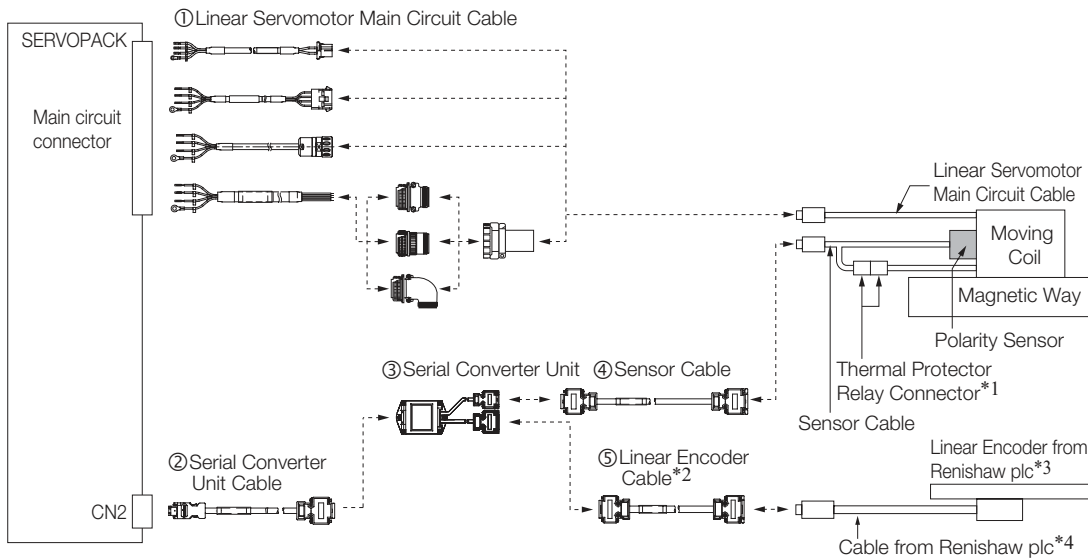 ①Linear Servomotor Main Circuit Cable
SERVOPACK
Main circuit
connector
Linear Servomotor
Main Circuit Cable
Moving
Coil
Magnetic Way
Polarity Sensor
Thermal Protector
Relay Connector*1
Sensor Cable
③Serial Converter Unit
④Sensor Cable
②Serial Converter
Unit Cable
⑤Linear Encoder
Cable*2
Linear Encoder from
Renishaw plc*3
CN2
Cable from Renishaw plc*4